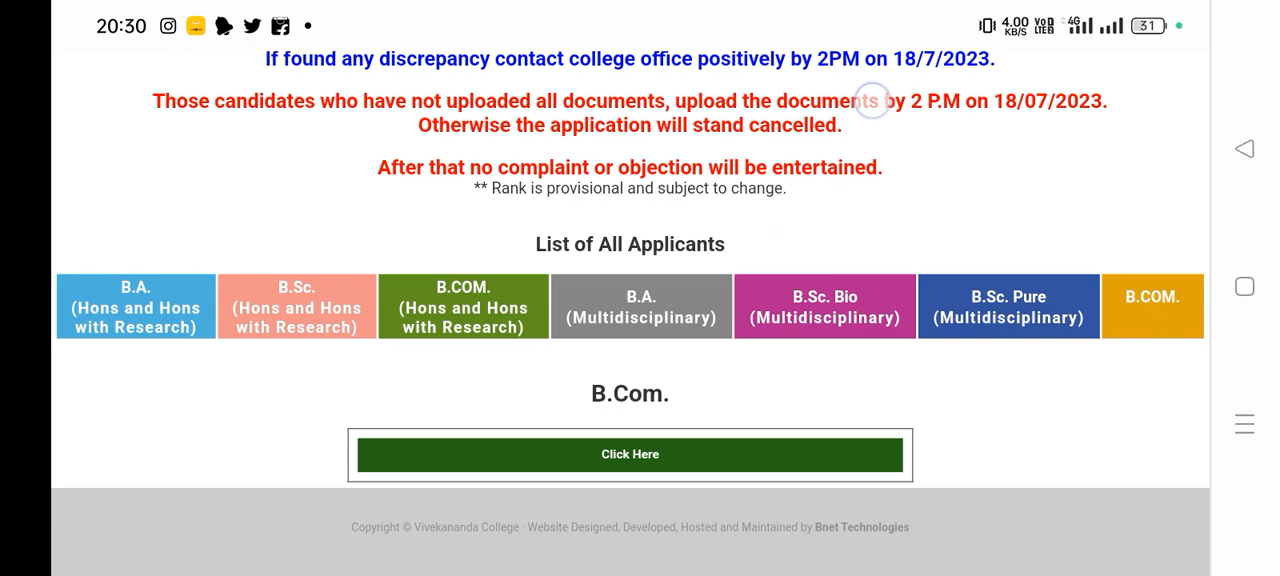 20:30
4.00 KB/S VoD LTE2 4G 31
If found any discrepancy contact college office positively by 2PM on 18/7/2023.
Those candidates who have not uploaded all documents, upload the documents by 2 P.M on 18/07/2023.
Otherwise the application will stand cancelled.
After that no complaint or objection will be entertained.
** Rank is provisional and subject to change.
List of All Applicants
B.A.
(Hons and Hons
with Research)
B.Sc.
(Hons and Hons
with Research)
B.COM.
(Hons and Hons
with Research)
B.A.
(Multidisciplinary)
B.Sc. Bio
(Multidisciplinary)
B.Sc. Pure
(Multidisciplinary)
B.COM.
B.Com.
Click Here
Copyright © Vivekananda College · Website Designed, Developed, Hosted and Maintained by Bnet Technologies